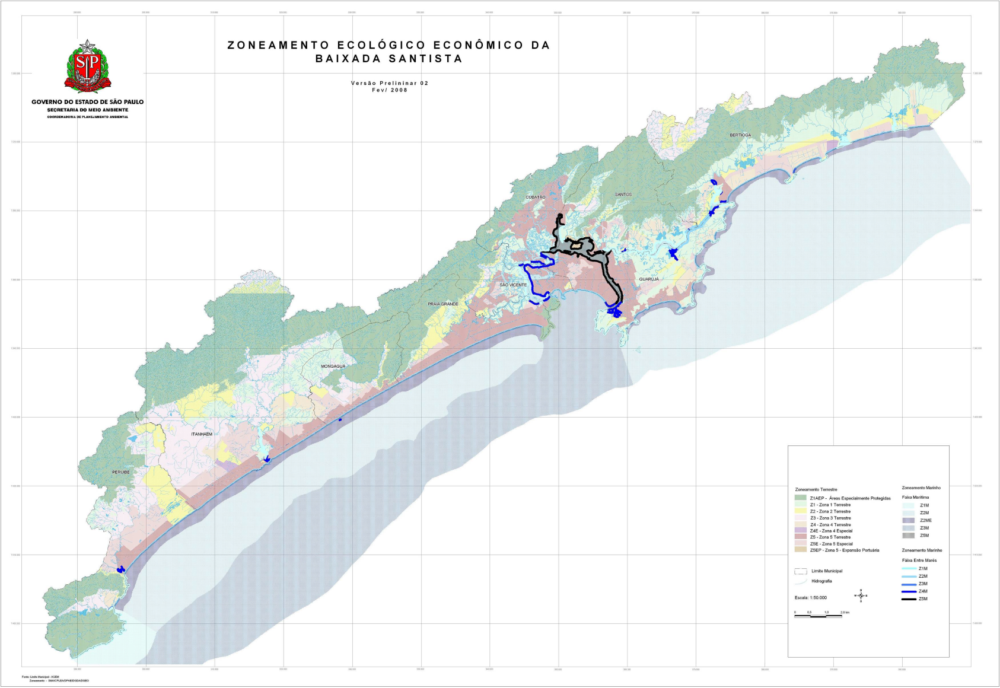 ZONEAMENTO ECOLÓGICO ECONÔMICO DA
BAIXADA SANTISTA
Versão Prelininar 02
Fev/ 2008
SP
GOVERNO DO ESTADO DE SÃO PAULO
SECRETARIA DO MEIO AMBIENTE
COORDENADORIA DE PLANEJAMENTO AMBIENTAL
BERTIOGA
CUBATÃO
SANTOS
GUARUJÁ
SÃO VICENTE
PRAIA GRANDE
MONGAGUÁ
ITANHAEM
PERUIBE
Zoneamento Terrestre
Z1AEP - Áreas Especialmente Protegidas
Z1 - Zona 1 Terrestre
Z2 - Zona 2 Terrestre
Z3 - Zona 3 Terrestre
Z4 - Zona 4 Terrestre
Z4E - Zona 4 Especial
Z5 - Zona 5 Terrestre
Z5E - Zona 5 Especial
Z5EP - Zona 5 - Expansão Portuária
Limite Municipal
Hidrografia
Escala: 1:50.000
0 0.5 1.0 2.0 km
N
W E
S
Zoneamento Marinho
Faixa Marítima
Z1M
Z2M
Z2ME
Z3M
Z5M
Zoneamento Marinho
Fáixa Entre Marés
Z1M
Z2M
Z3M
Z4M
Z5M
Fonte: Limite Municipal - AGEM